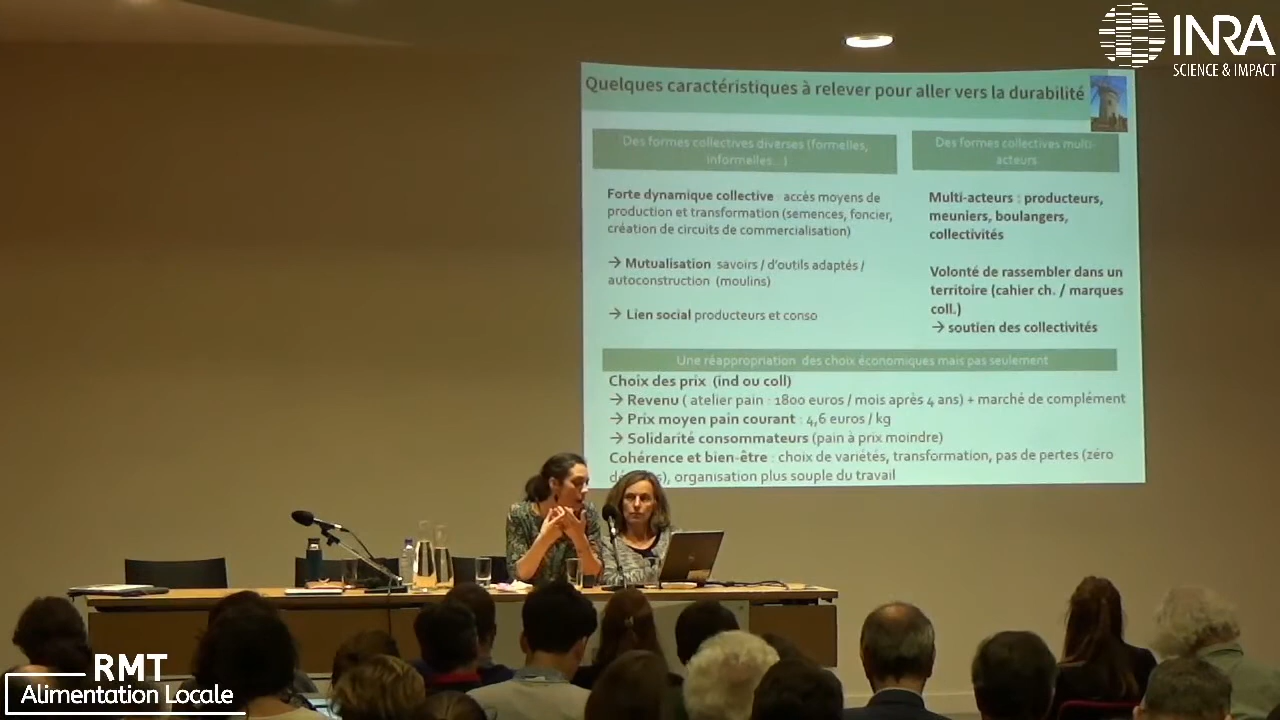 INRA
SCIENCE & IMPACT
Quelques caractéristiques à relever pour aller vers la durabilité
Des formes collectives diverses (formelles,
informelles...)
Forte dynamique collective : accès moyens de
production et transformation (semences, foncier,
création de circuits de commercialisation)
→ Mutualisation savoirs / d'outils adaptés /
autoconstruction (moulins)
→ Lien social producteurs et conso
Des formes collectives multi-
acteurs
Multi-acteurs : producteurs,
meuniers, boulangers,
collectivités
Volonté de rassembler dans un
territoire (cahier ch. / marques
coll.)
→ soutien des collectivités
Une réappropriation des choix économiques mais pas seulement
Choix des prix (ind ou coll)
→ Revenu ( atelier pain : 1800 euros / mois après 4 ans) + marché de complément
→ Prix moyen pain courant : 4,6 euros / kg
→ Solidarité consommateurs (pain à prix moindre)
Cohérence et bien-être : choix de variétés, transformation, pas de pertes (zéro
organisation plus souple du travail
RMT
Alimentation Locale